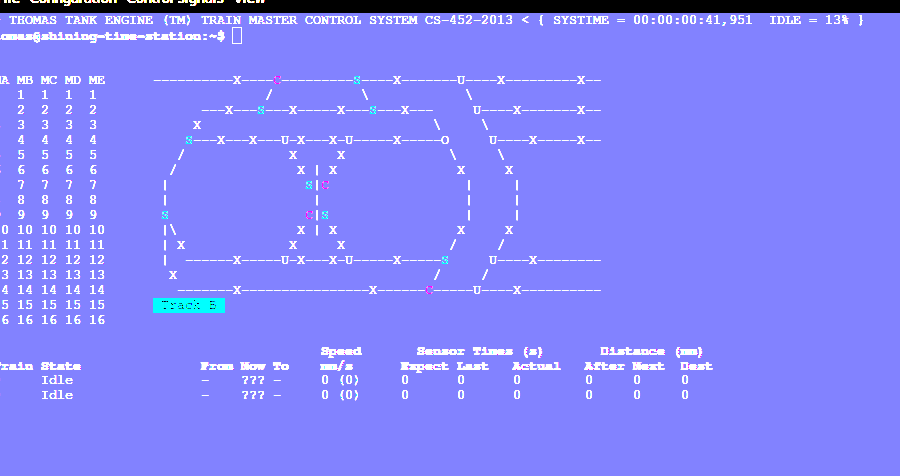 Configuration Controlsignals View
THOMAS TANK ENGINE (TM) TRAIN MASTER CONTROL SYSTEM CS-452-2013 < { SYSTIME = 00:00:00:41,951  IDLE = 13% }
omas@shining-time-station:~$
A MB MC MD ME ----------X----C---------S----X-------U----X---------X--
1 1 1 1 / \ \
2 2 2 2 ---X---S----X-----X---S---X--- U----X-------X--
3 3 3 3 X \ \
4 4 4 4 S---X---X---U-X---X-U-----X-----O U----X-------X--
5 5 5 5 / X X \ \
6 6 6 6 / X | X X X
7 7 7 7 | S|C | |
8 8 8 8 | | | |
9 9 9 9 S C|S | |
0 10 10 10 10 |\ X | X X X
1 11 11 11 11 | X X X / /
2 12 12 12 12 | ------X-----U-X---X-U-----X-----S U----X--------
3 13 13 13 13 X / /
4 14 14 14 14 -------X----------------X------C-----U----X----------
5 15 15 15 15 Track B
6 16 16 16 16
Speed Sensor Times (s) Distance (mm)
rain State From Now To mm/s Expect Last Actual After Next Dest
Idle - ??? - 0 (0) 0 0 0 0 0 0
Idle - ??? - 0 (0) 0 0 0 0 0 0